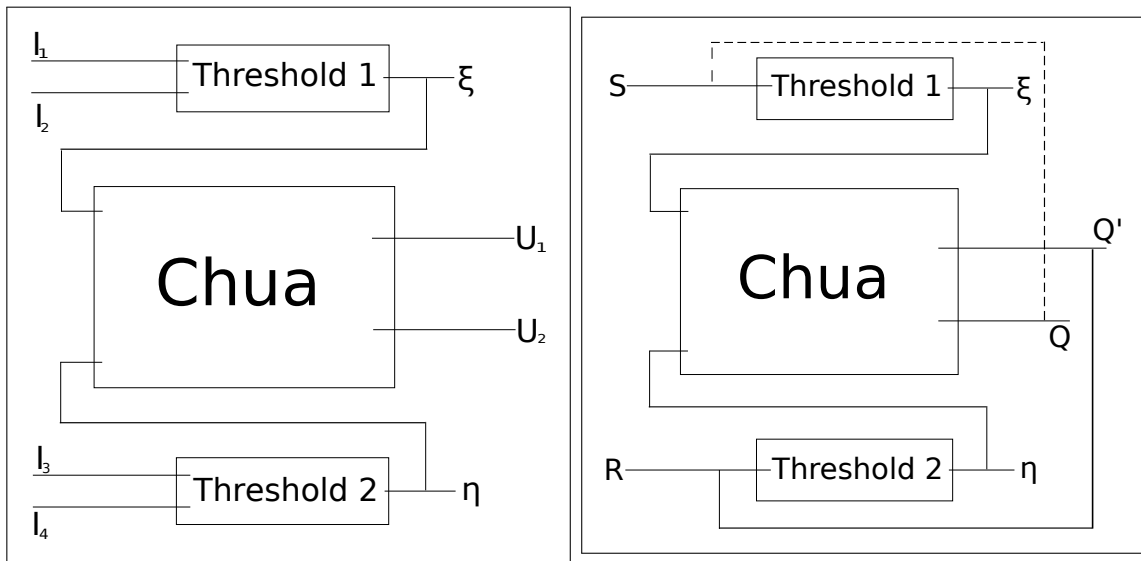 I₁
Threshold 1
ξ
I₂
Chua
U₁
U₂
I₃
Threshold 2
η
I₄
S
Threshold 1
ξ
Chua
Q'
Q
R
Threshold 2
η